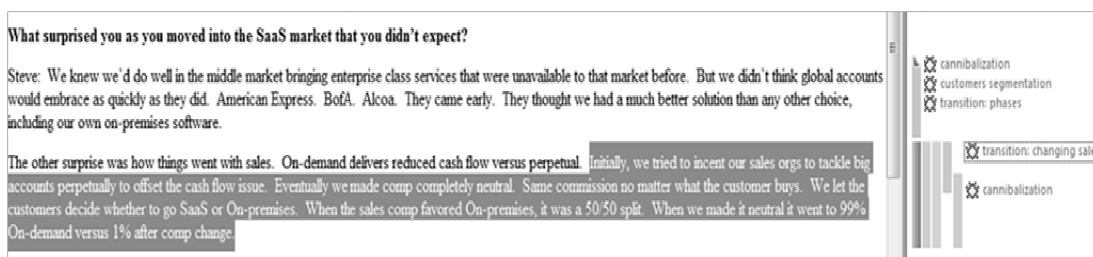 What surprised you as you moved into the SaaS market that you didn't expect?
Steve: We knew we'd do well in the middle market bringing enterprise class services that were unavailable to that market before. But we didn't think global accounts
would embrace as quickly as they did. American Express. BofA. Alcoa. They came early. They thought we had a much better solution than any other choice,
including our own on-premises software.
The other surprise was how things went with sales. On-demand delivers reduced cash flow versus perpetual. Initially, we tried to incent our sales orgs to tackle big
accounts perpetually to offset the cash flow issue. Eventually we made comp completely neutral. Same commission no matter what the customer buys. We let the
customers decide whether to go SaaS or On-premises. When the sales comp favored On-premises, it was a 50/50 split. When we made it neutral it went to 99%
On-demand versus 1% after comp change.
cannibalization
customers segmentation
transition: phases
transition: changing sale
cannibalization